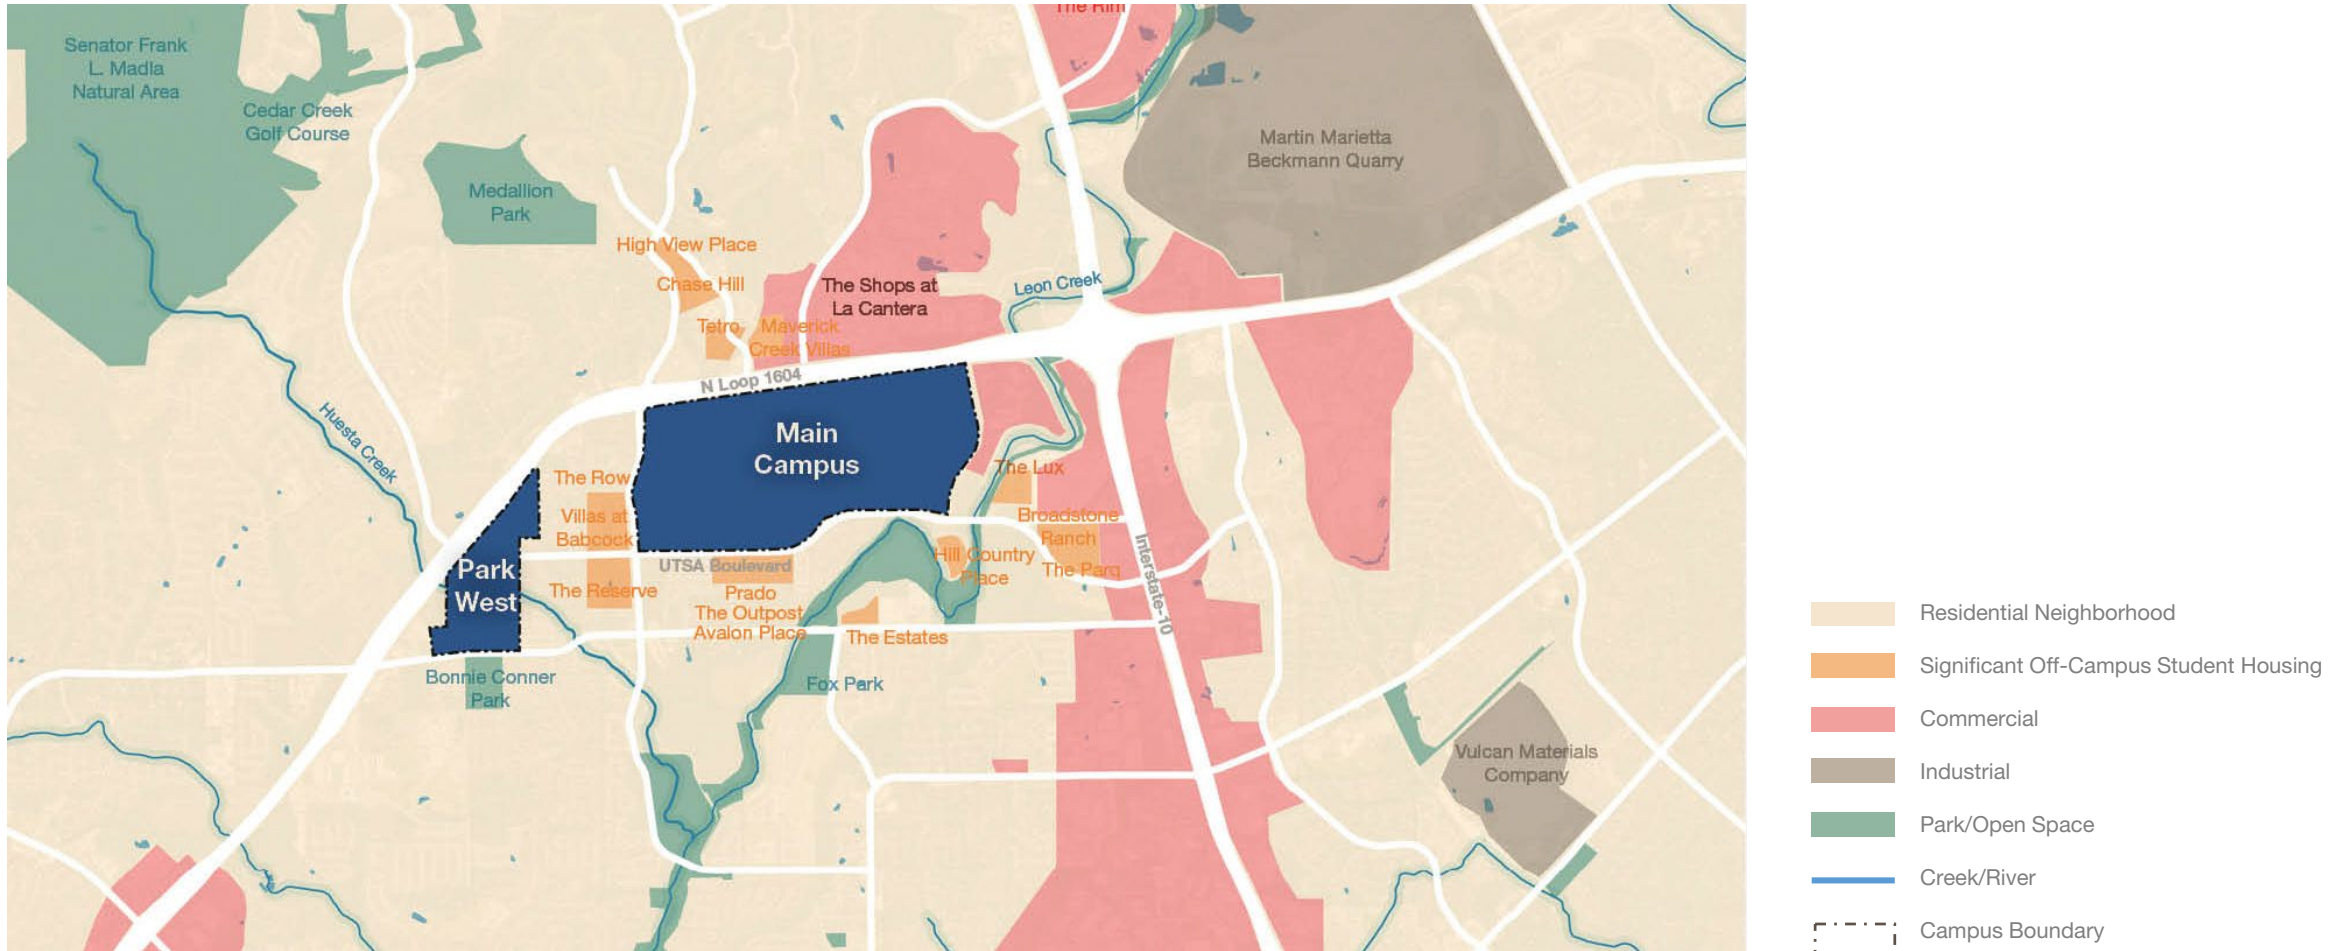 The Rim
Senator Frank
L. Madla
Natural Area
Cedar Creek
Golf Course
Martin Marietta
Beckmann Quarry
Medallion
Park
High View Place
Chase Hill
The Shops at
La Cantera
Leon Creek
Tetro
Maverick
Creek Villas
N Loop 1604
Huesta Creek
Main
Campus
The Row
The Lux
Villas at
Babcock
Broadstone
Ranch
Interstate-10
Hill Country
Place
The Parq
Park
West
UTSA Boulevard
The Reserve
Prado
The Outpost
Avalon Place
The Estates
Bonnie Conner
Park
Fox Park
Vulcan Materials
Company
Residential Neighborhood
Significant Off-Campus Student Housing
Commercial
Industrial
Park/Open Space
Creek/River
Campus Boundary